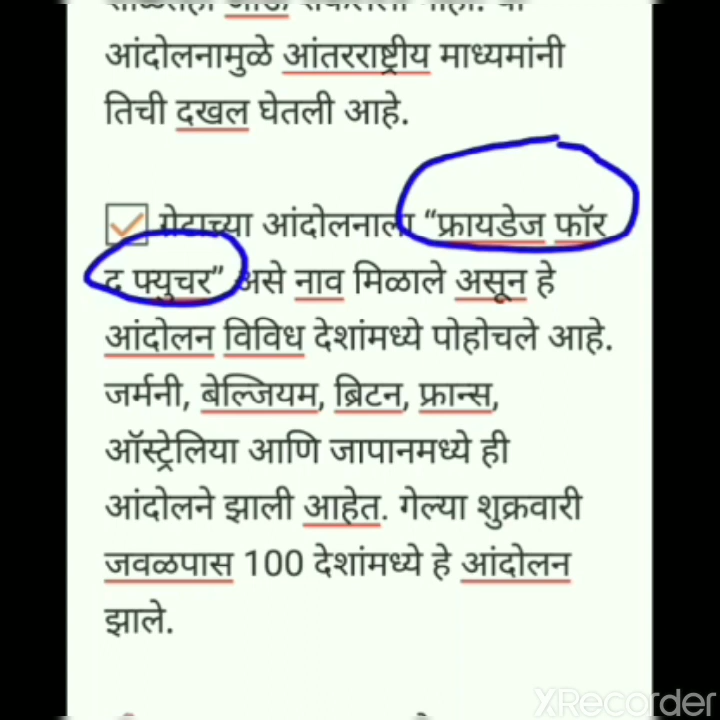 आंदोलनामुळे आंतरराष्ट्रीय माध्यमांनी
तिची दखल घेतली आहे.
ग्रेटाच्या आंदोलनाला “फ्रायडेज फॉर
द फ्युचर” असे नाव मिळाले असून हे
आंदोलन विविध देशांमध्ये पोहोचले आहे.
जर्मनी, बेल्जियम, ब्रिटन, फ्रान्स,
ऑस्ट्रेलिया आणि जापानमध्ये ही
आंदोलने झाली आहेत. गेल्या शुक्रवारी
जवळपास 100 देशांमध्ये हे आंदोलन
झाले.
XRecorder